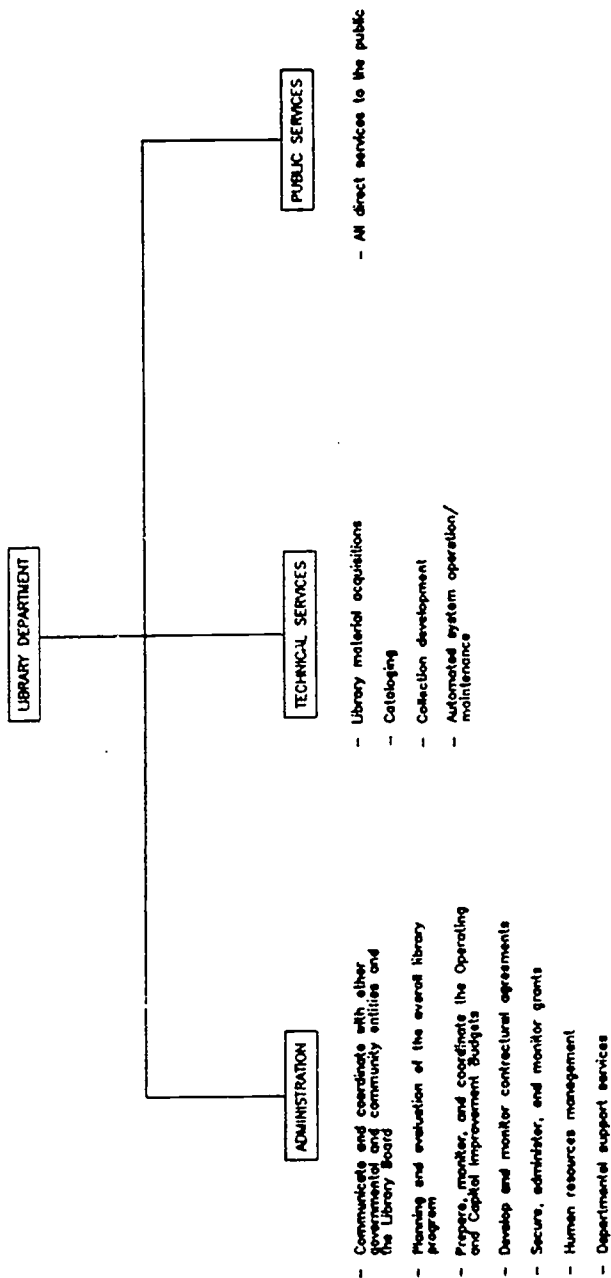 LIBRARY DEPARTMENT
ADMINISTRATION
- Communicate and coordinate with other
governmental and community entities and
the Library Board
- Planning and evaluation of the overall library
program
- Prepare, monitor, and coordinate the Operating
and Capitol Improvement Budgets
- Develop and monitor contractural agreements
- Secure, administer, and monitor grants
- Human resources management
- Departmental support services
TECHNICAL SERVICES
- Library material acquisitions
- Cataloging
- Collection development
- Automated system operation/
maintenance
PUBLIC SERVICES
- All direct services to the public